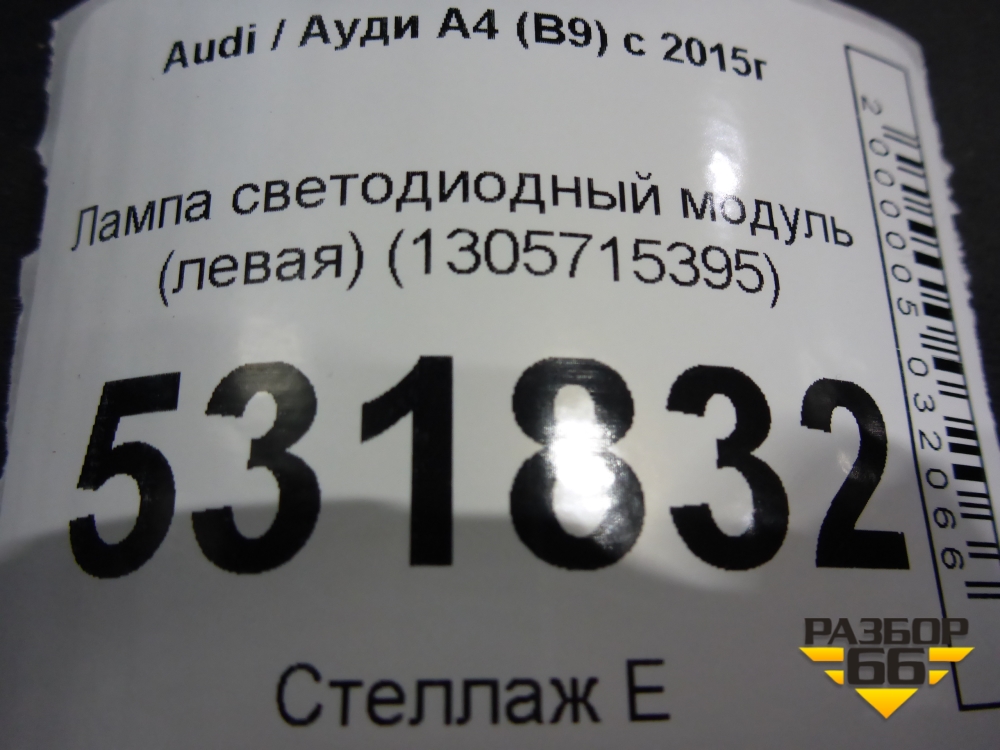 Audi / Ауди А4 (B9) с 2015г
Лампа светодиодный модуль
(левая) (1305715395)
531832
Стеллаж Е
2000005032066
РАЗБОР
66